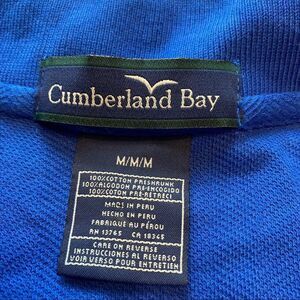 Cumberland Bay
M/M/M
100%COTTON PRESHRUNK
100%ALGODON PRE-ENCOGIDO
100%COTON PRÉ-RÉTRÉCI
MADE IN PERU
HECHO EN PERU
FABRIQUÉ AU PÉROU
RN 13765 CA 18345
CARE ON REVERSE
INSTRUCCIONES AL REVERSO
VOIR VERSO POUR ENTRETIEN